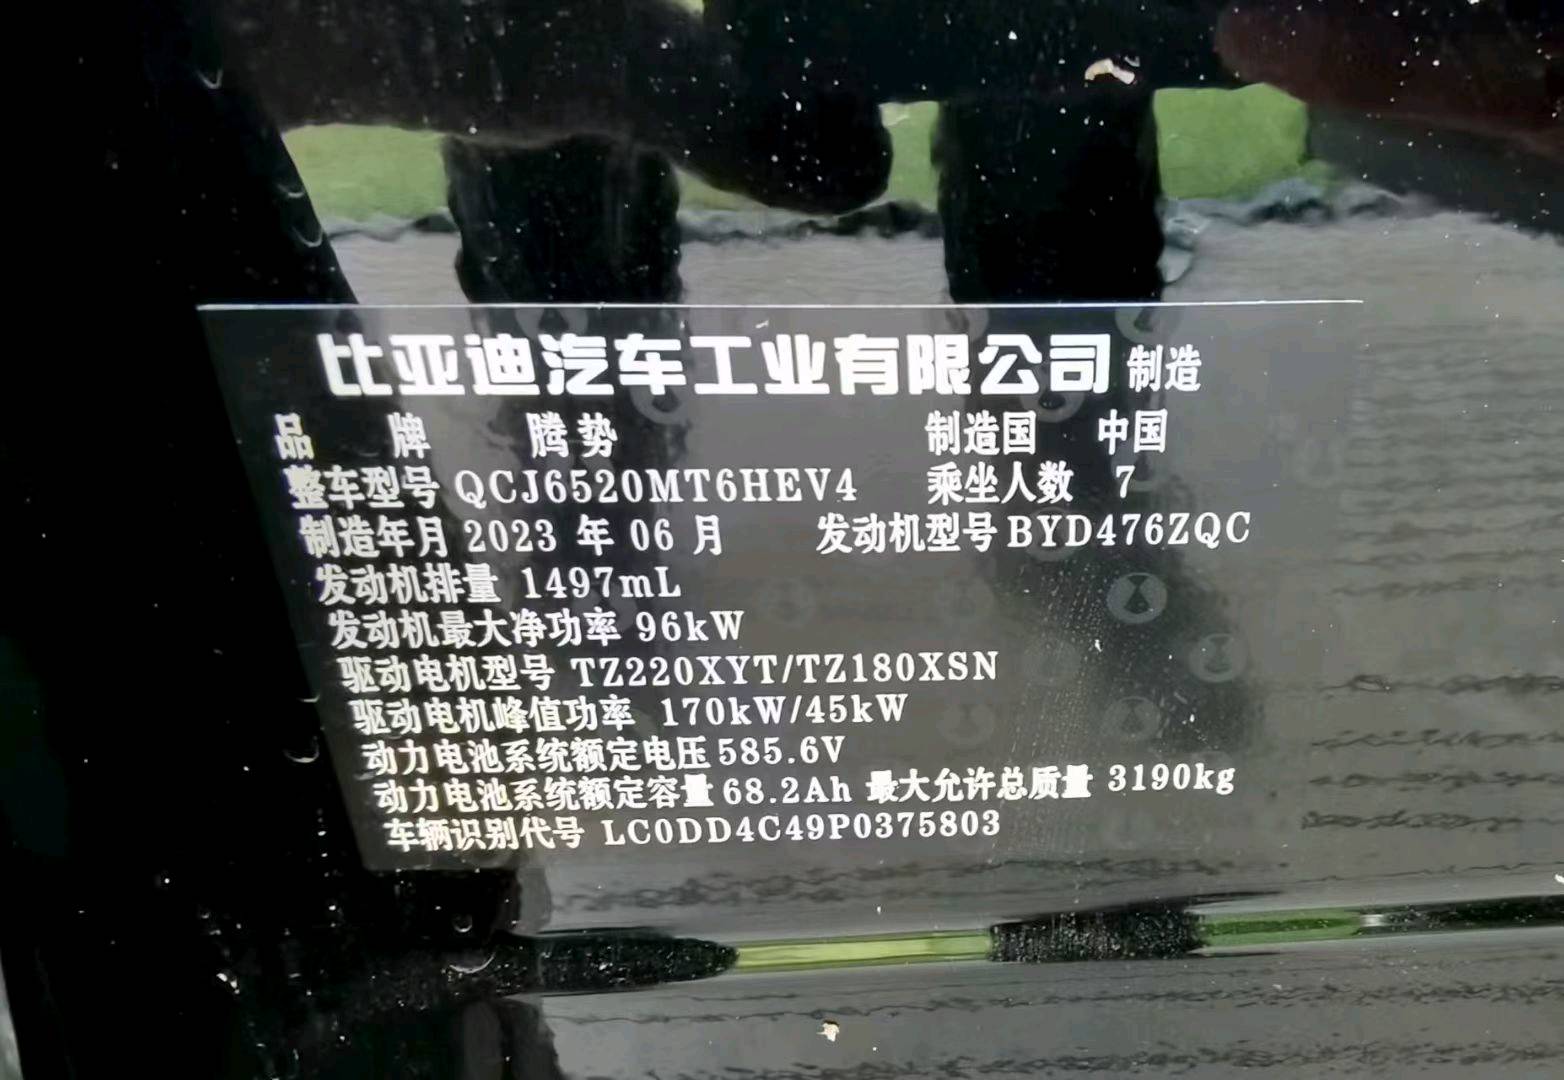 比亚迪汽车工业有限公司 制造
品 牌 腾势 制造国 中国
整车型号 QCJ6520MT6HEV4 乘坐人数 7
制造年月 2023 年 06 月 发动机型号 BYD476ZQC
发动机排量 1497mL
发动机最大净功率 96kW
驱动电机型号 TZ220XYT/TZ180XSN
驱动电机峰值功率 170kW/45kW
动力电池系统额定电压 585.6V
动力电池系统额定容量 68.2Ah 最大允许总质量 3190kg
车辆识别代号 LC0DD4C49P0375803